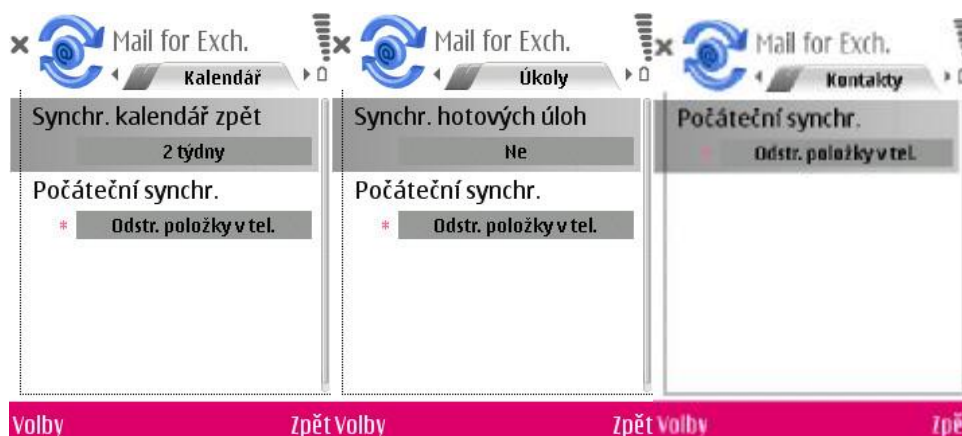 Mail for Exch.
Kalendář
Synchr. kalendář zpět
2 týdny
Počáteční synchr.
* Odstr. položky v tel.
Volby Zpět
Mail for Exch.
Úkoly
Synchr. hotových úloh
Ne
Počáteční synchr.
* Odstr. položky v tel.
Volby Zpět
Mail for Exch.
Kontakty
Počáteční synchr.
* Odstr. položky v tel.
Volby Zpě